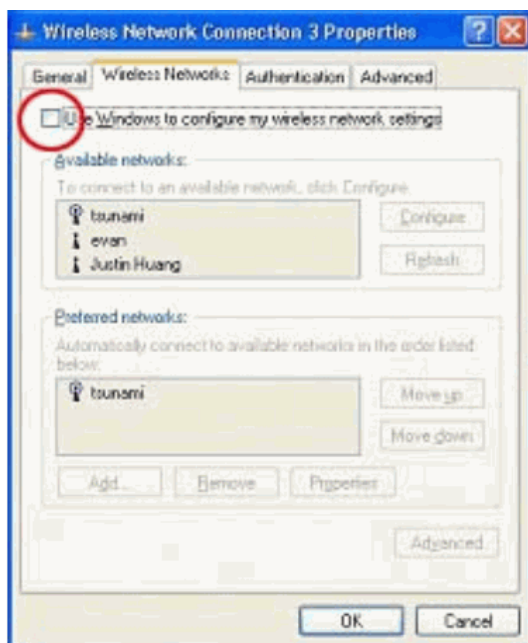 Wireless Network Connection 3 Properties
General Wireless Networks Authentication Advanced
Use Windows to configure my wireless network settings
Available networks:
To connect to an available network, click Configure.
tsunami
evan
Justin Huang
Configure
Refresh
Preferred networks:
Automatically connect to available networks in the order listed
below:
tsunami
Move up
Move down
Add... Remove Properties
Advanced
OK Cancel